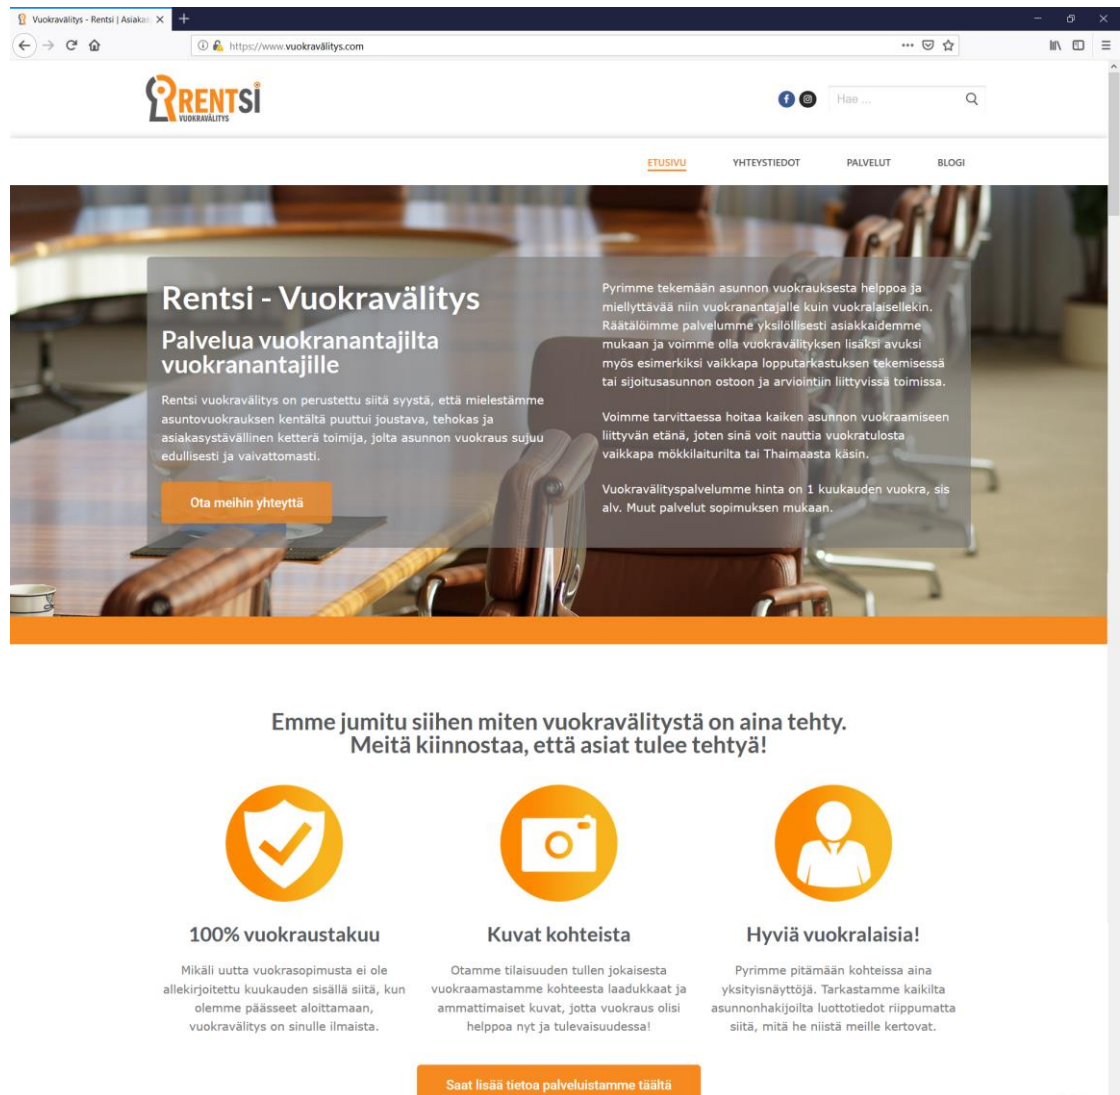 Vuokravälitys - Rentsi | Asiakas
https://www.vuokravälitys.com
RENTSI
VUOKRAVÄLITYS
Hae ...
ETUSIVU YHTEYSTIEDOT PALVELUT BLOGI
Rentsi - Vuokravälitys
Palvelua vuokranantajilta
vuokranantajille
Rentsi vuokravälitys on perustettu siitä syystä, että mielestämme
asuntovuokrauksen kentältä puuttui joustava, tehokas ja
asiakasystävällinen ketterä toimija, jolta asunnon vuokraus sujuu
edullisesti ja vaivattomasti.
Ota meihin yhteyttä
Pyrimme tekemään asunnon vuokrauksesta helppoa ja
miellyttävää niin vuokranantajalle kuin vuokralaisellekin.
Räätälöimme palvelumme yksilöllisesti asiakkaidemme
mukaan ja voimme olla vuokravälityksen lisäksi avuksi
myös esimerkiksi vaikkapa lopputarkastuksen tekemisessä
tai sijoitusasunnon ostoon ja arviointiin liittyvissä toimissa.
Voimme tarvittaessa hoitaa kaiken asunnon vuokraamiseen
liittyvän etänä, joten sinä voit nauttia vuokratulosta
vaikkapa mökkilaiturilta tai Thaimaasta käsin.
Vuokravälityspalvelumme hinta on 1 kuukauden vuokra, sis
alv. Muut palvelut sopimuksen mukaan.
Emme jumitu siihen miten vuokravälitystä on aina tehty.
Meitä kiinnostaa, että asiat tulee tehtyä!
100% vuokraustakuu
Mikäli uutta vuokrasopimusta ei ole
allekirjoitettu kuukauden sisällä siitä, kun
olemme päässeet aloittamaan,
vuokravälitys on sinulle ilmaista.
Kuvat kohteista
Otamme tilaisuuden tullen jokaisesta
vuokraamastamme kohteesta laadukkaat ja
ammattimaiset kuvat, jotta vuokraus olisi
helppoa nyt ja tulevaisuudessa!
Hyviä vuokralaisia!
Pyrimme pitämään kohteissa aina
yksityisnäyttöjä. Tarkastamme kaikilta
asunnonhakijoilta luottotiedot riippumatta
siitä, mitä he niistä meille kertovat.
Saat lisää tietoa palveluistamme täältä